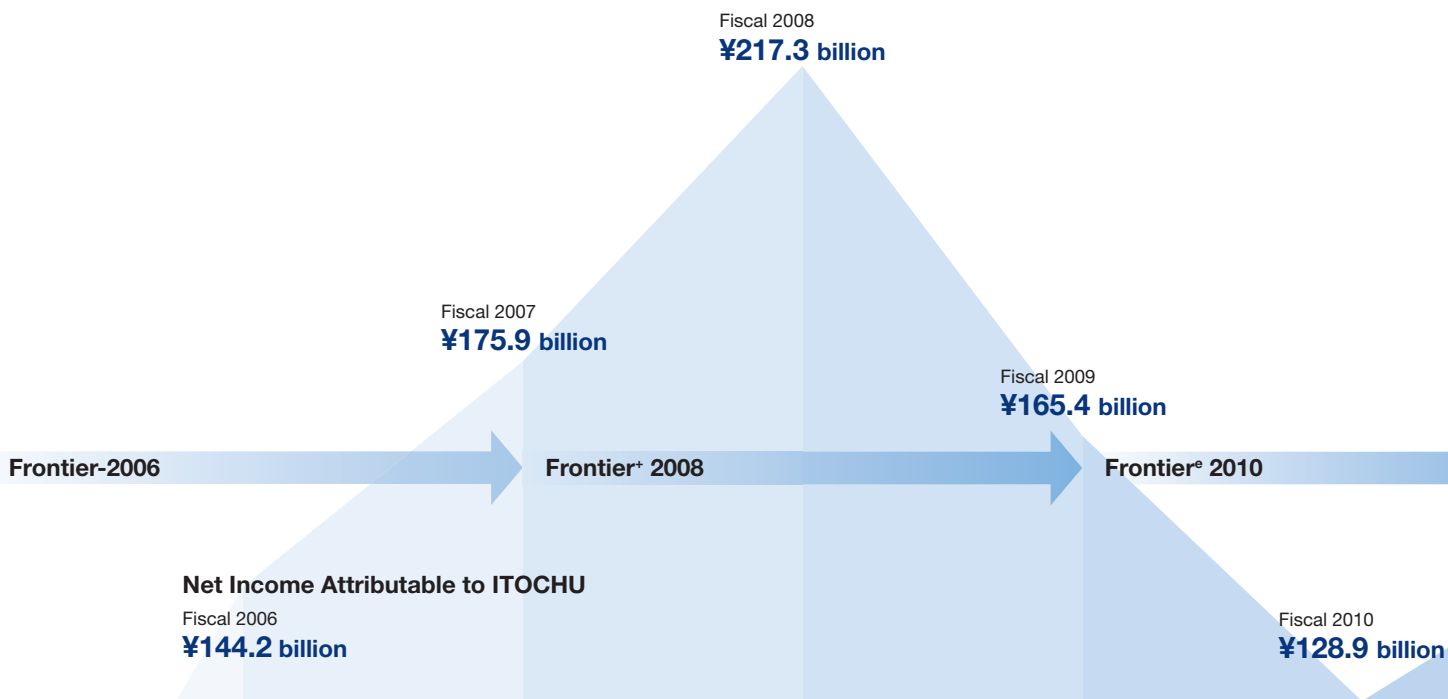 Fiscal 2008
¥217.3 billion
Fiscal 2007
¥175.9 billion
Fiscal 2009
¥165.4 billion
Frontier-2006
Frontier⁺ 2008
Frontierᵉ 2010
Net Income Attributable to ITOCHU
Fiscal 2006
¥144.2 billion
Fiscal 2010
¥128.9 billion